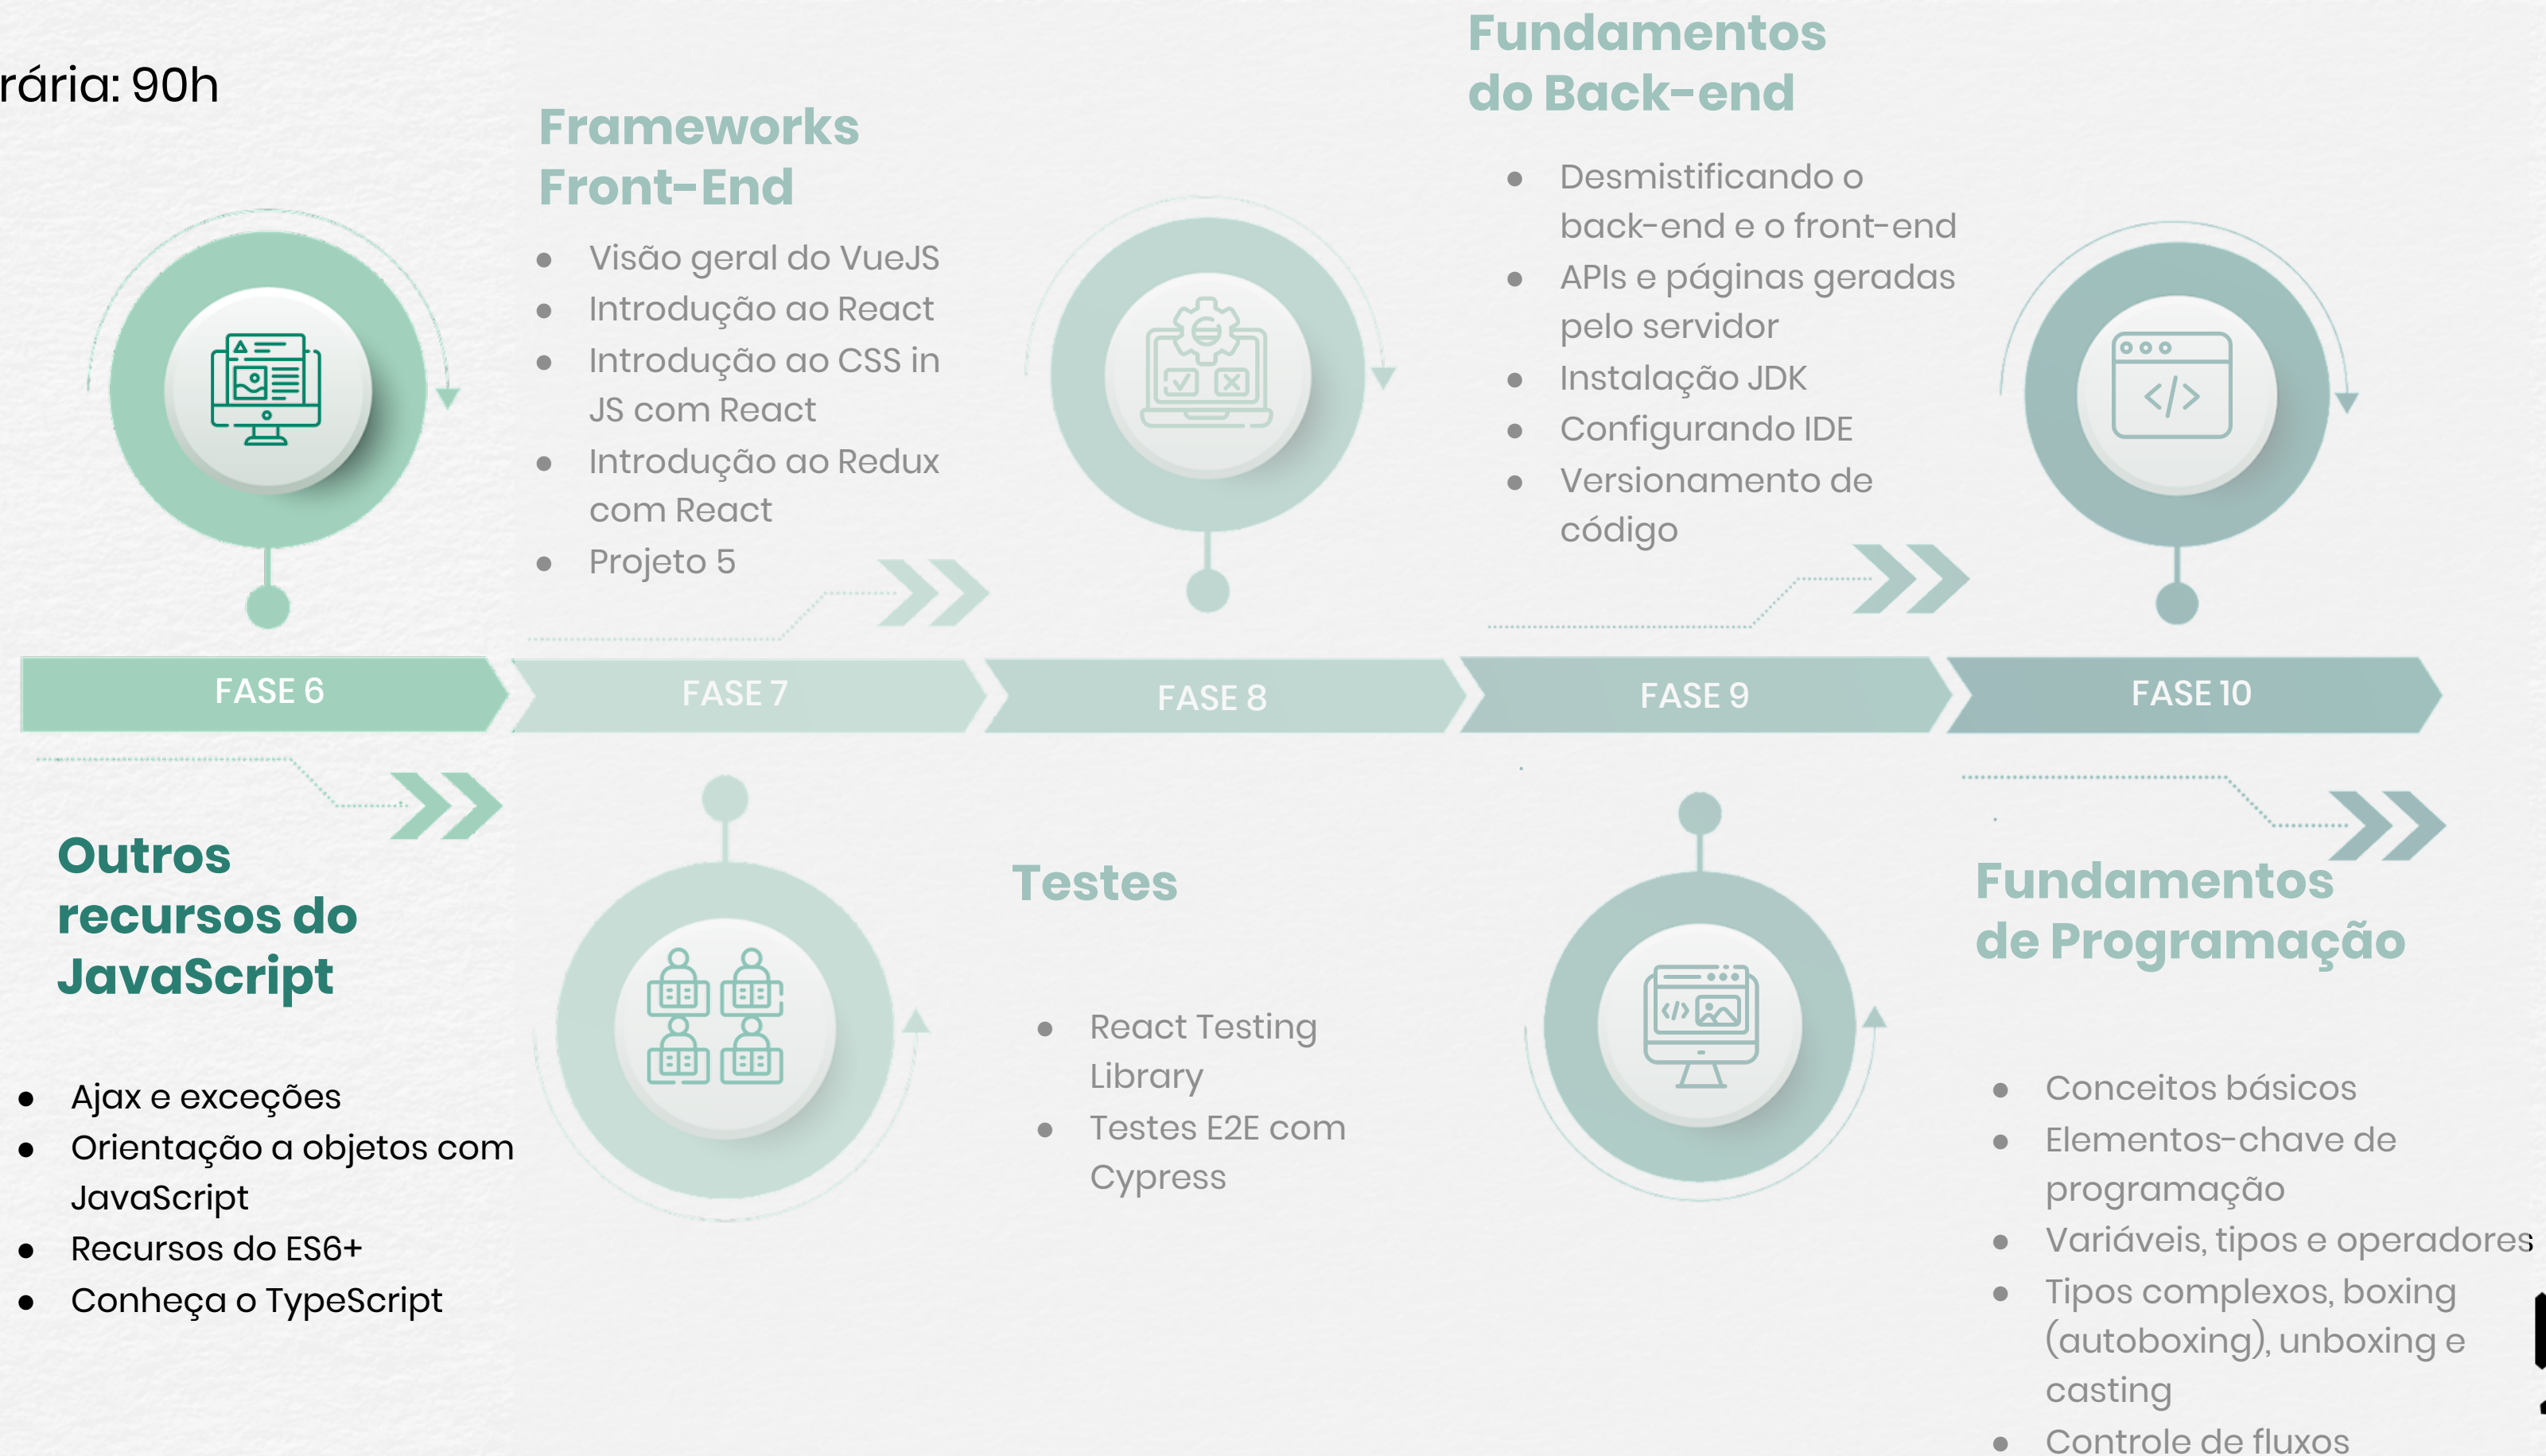 rária: 90h
Frameworks
Front-End
● Visão geral do VueJS
● Introdução ao React
● Introdução ao CSS in
JS com React
● Introdução ao Redux
com React
● Projeto 5
Fundamentos
do Back-end
● Desmistificando o
back-end e o front-end
● APIs e páginas geradas
pelo servidor
● Instalação JDK
● Configurando IDE
● Versionamento de
código
FASE 6
FASE 7
FASE 8
FASE 9
FASE 10
Outros
recursos do
JavaScript
● Ajax e exceções
● Orientação a objetos com
JavaScript
● Recursos do ES6+
● Conheça o TypeScript
Testes
● React Testing
Library
● Testes E2E com
Cypress
Fundamentos
de Programação
● Conceitos básicos
● Elementos-chave de
programação
● Variáveis, tipos e operadores
● Tipos complexos, boxing
(autoboxing), unboxing e
casting
● Controle de fluxos